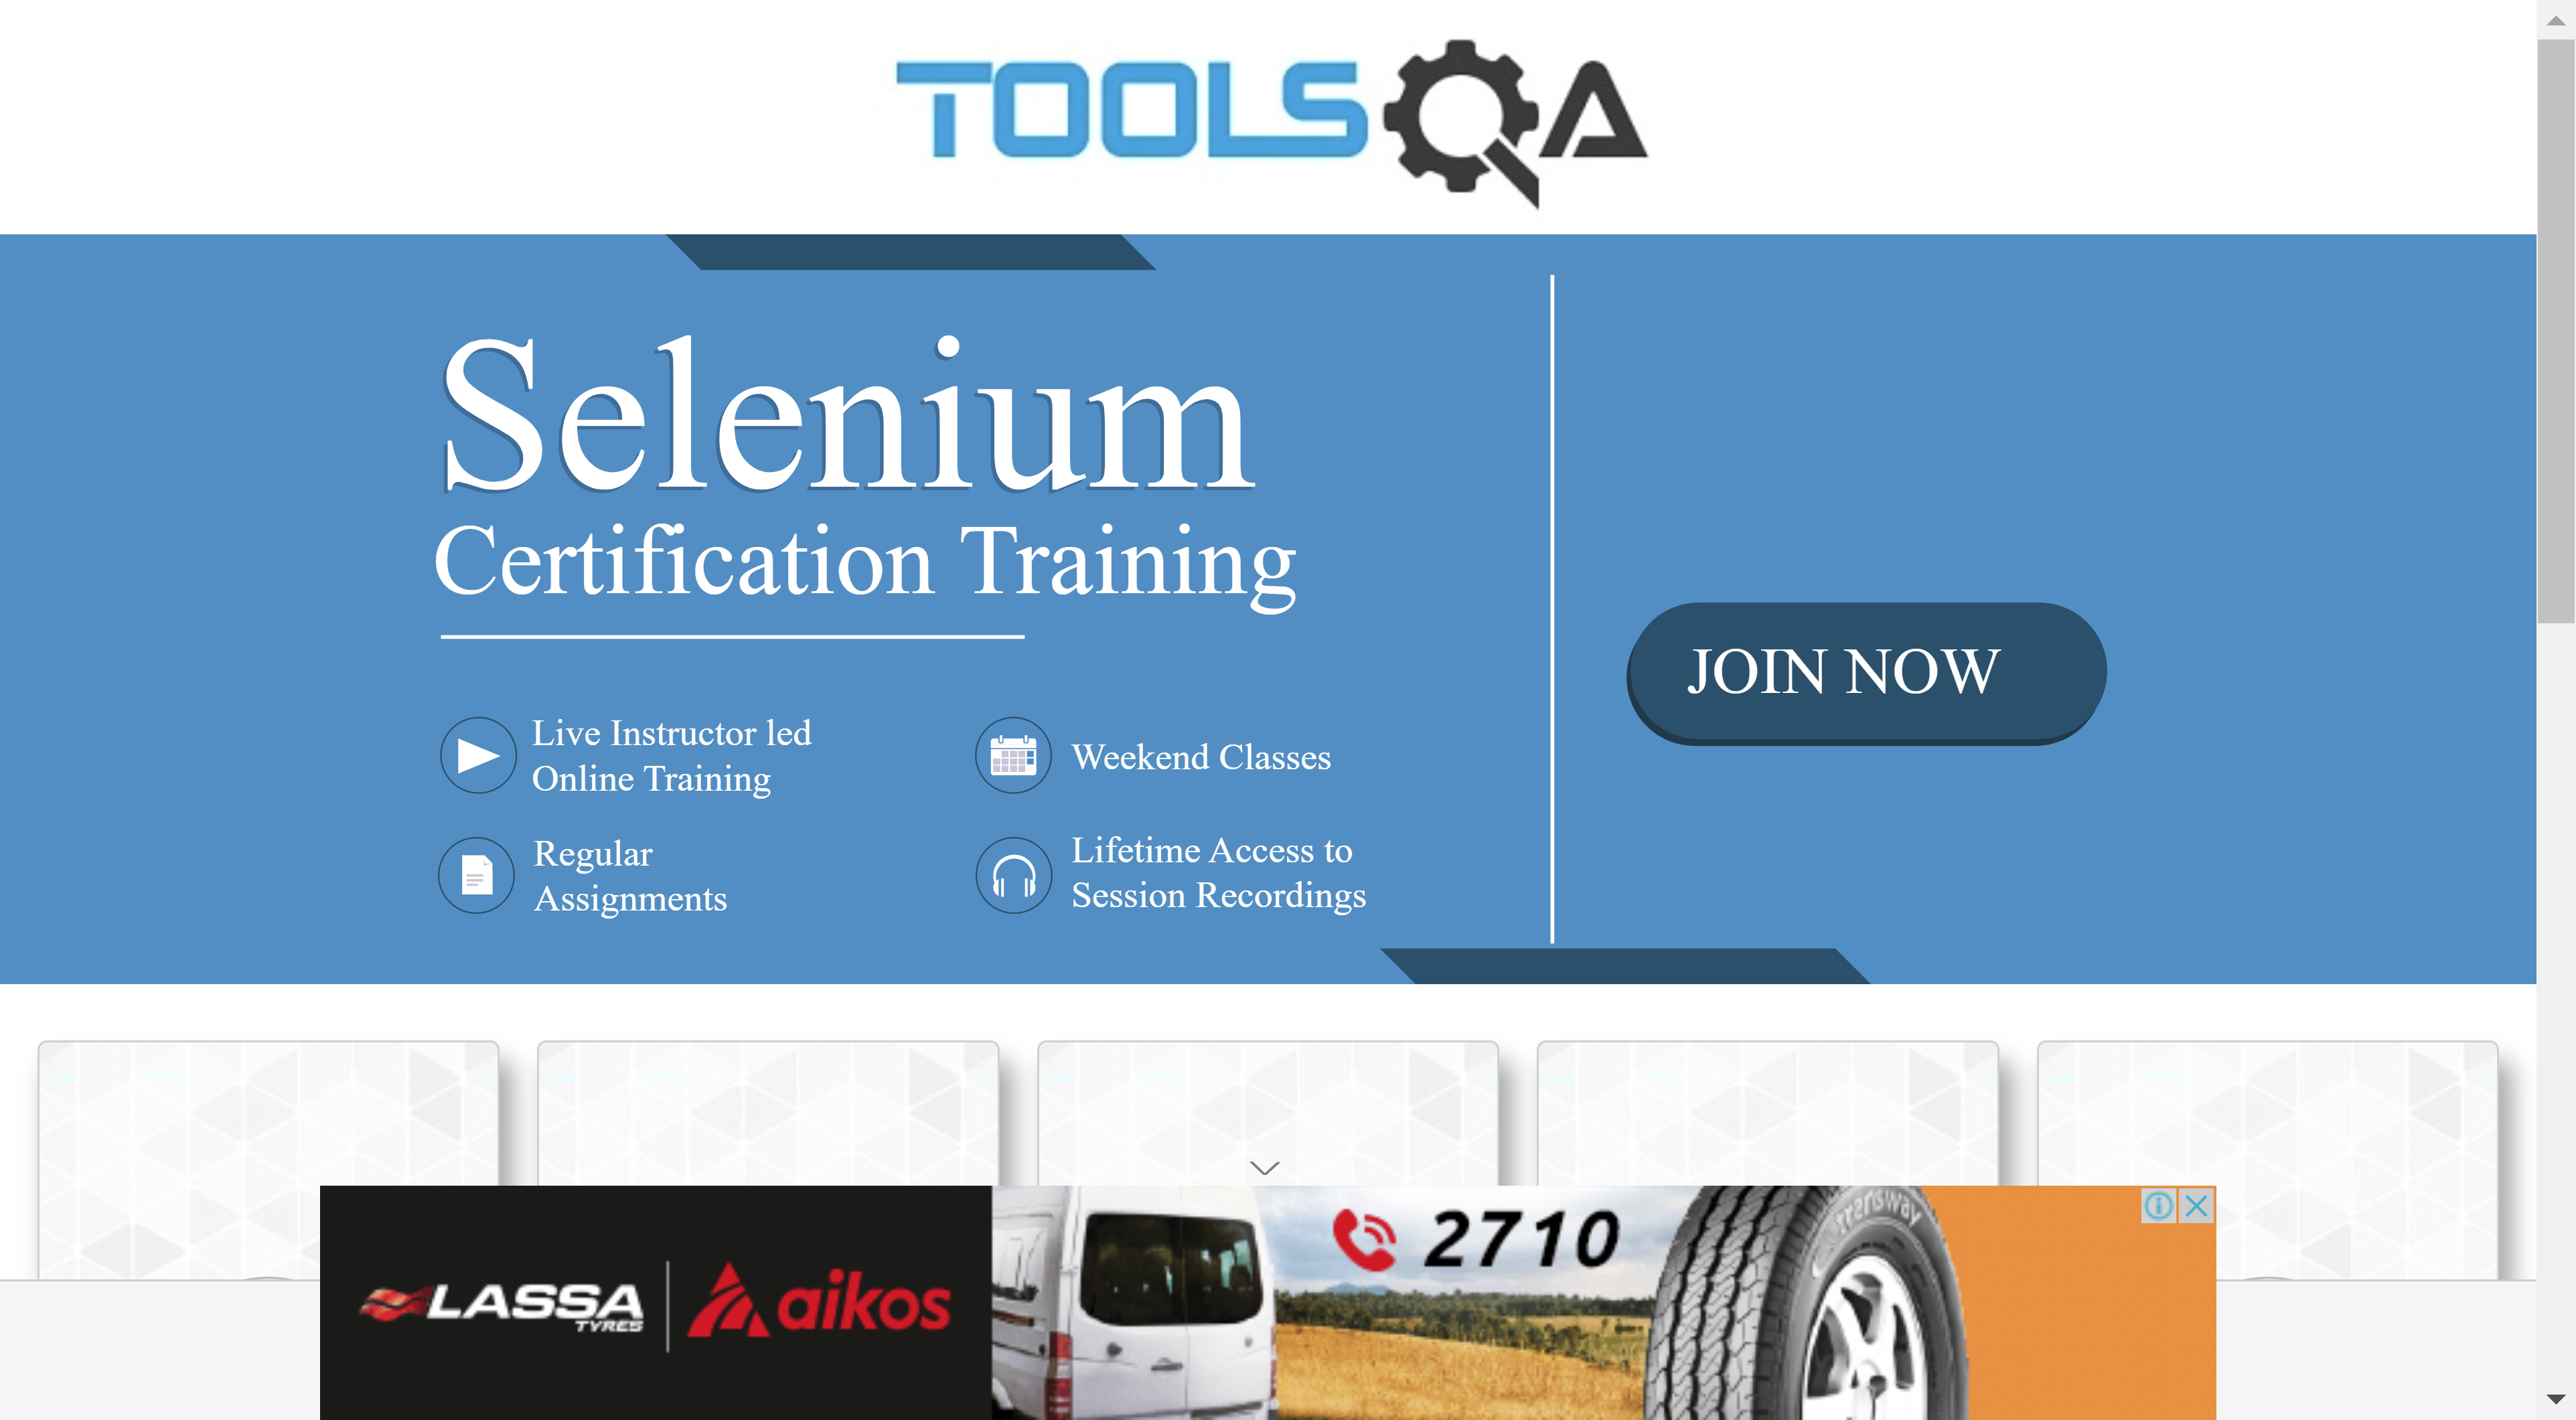 TOOLSQA
Selenium
Certification Training
Live Instructor led
Online Training
Weekend Classes
Regular
Assignments
Lifetime Access to
Session Recordings
JOIN NOW
LASSA
TYRES
aikos
2710
transway